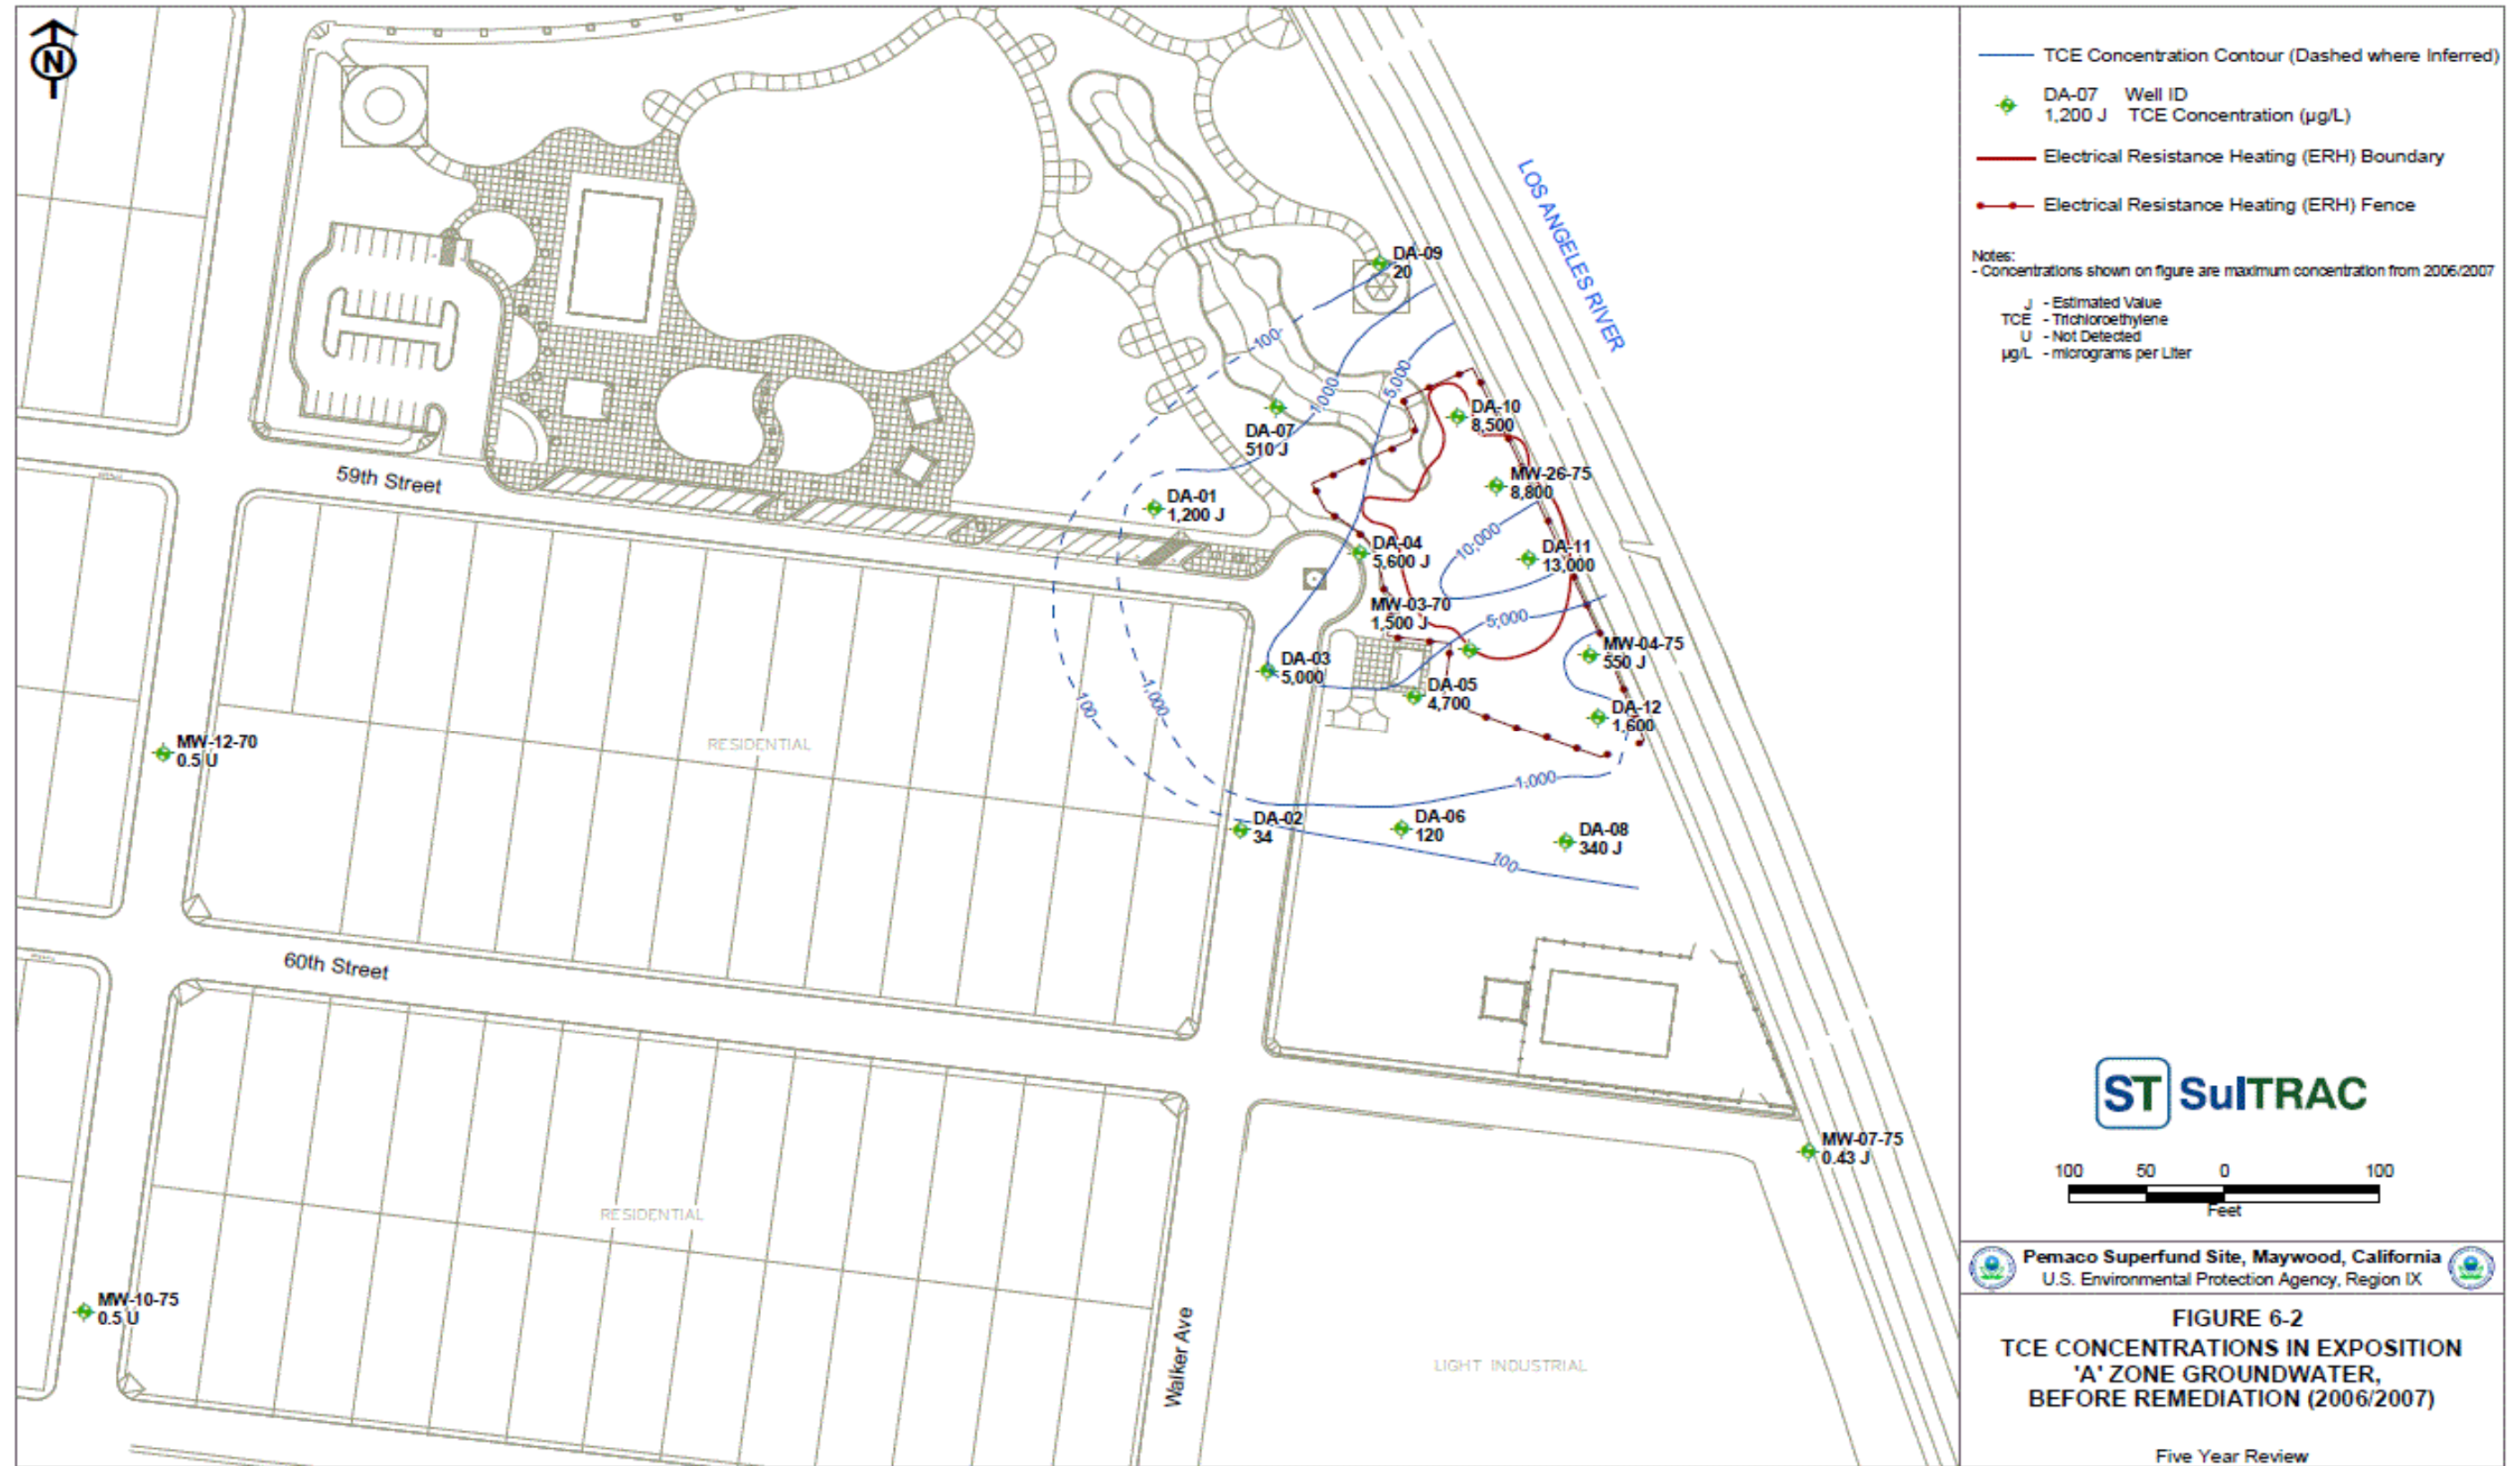 N
LOS ANGELES RIVER
DA-09
20
100
1,000
5,000
DA-10
8,500
DA-07
510 J
MW-26-75
8,800
59th Street
DA-01
1,200 J
10,000
DA-04
5,600 J
DA-11
13,000
MW-03-70
1,500 J
5,000
MW-04-75
550 J
DA-03
5,000
DA-05
4,700
100
1,000
DA-12
1,600
RESIDENTIAL
MW-12-70
0.5 U
1,000
DA-02
34
DA-06
120
DA-08
340 J
100
60th Street
MW-07-75
0.43 J
RESIDENTIAL
MW-10-75
0.5 U
Walker Ave
LIGHT INDUSTRIAL
TCE Concentration Contour (Dashed where Inferred)
DA-07 Well ID
1,200 J TCE Concentration (µg/L)
Electrical Resistance Heating (ERH) Boundary
Electrical Resistance Heating (ERH) Fence
Notes:
- Concentrations shown on figure are maximum concentration from 2006/2007
J - Estimated Value
TCE - Trichloroethylene
U - Not Detected
µg/L - micrograms per Liter
ST SulTRAC
100 50 0 100
Feet
Pemaco Superfund Site, Maywood, California
U.S. Environmental Protection Agency, Region IX
FIGURE 6-2
TCE CONCENTRATIONS IN EXPOSITION
'A' ZONE GROUNDWATER,
BEFORE REMEDIATION (2006/2007)
Five Year Review